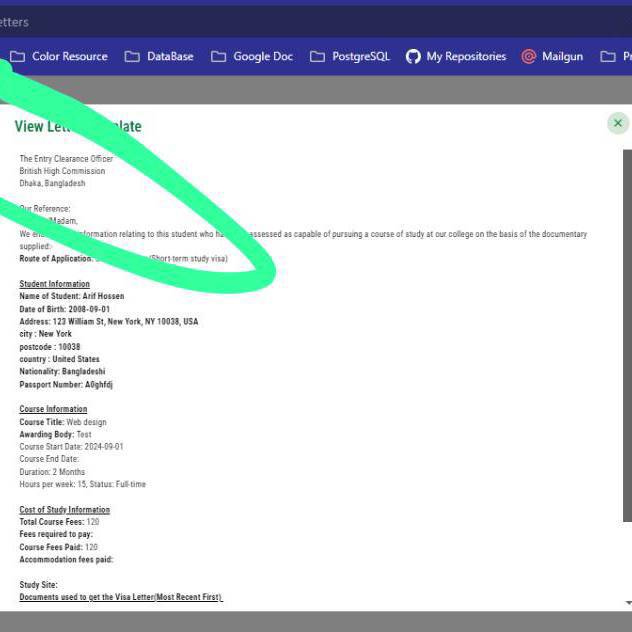 etters
Color Resource DataBase Google Doc PostgreSQL My Repositories Mailgun Pr
View Let late
The Entry Clearance Officer
British High Commission
Dhaka, Bangladesh
Our Reference:
Madam,
We en formation relating to this student who ha assessed as capable of pursuing a course of study at our college on the basis of the documentary
supplied:
Route of Application: (Short-term study visa)
Student Information
Name of Student: Arif Hossen
Date of Birth: 2008-09-01
Address: 123 William St, New York, NY 10038, USA
city : New York
postcode : 10038
country : United States
Nationality: Bangladeshi
Passport Number: A0ghfdj
Course Information
Course Title: Web design
Awarding Body: Test
Course Start Date: 2024-09-01
Course End Date:
Duration: 2 Months
Hours per week: 15, Status: Full-time
Cost of Study Information
Total Course Fees: 120
Fees required to pay:
Course Fees Paid: 120
Accommodation fees paid:
Study Site:
Documents used to get the Visa Letter(Most Recent First)